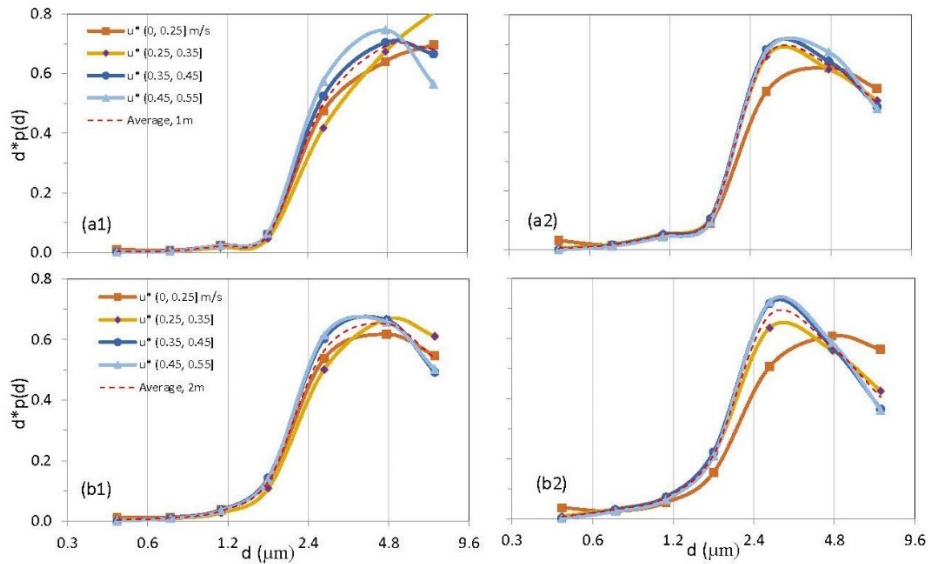 0.8
0.6
0.4
0.2
0.0
d*p(d)
u* (0, 0.25] m/s
u* (0.25, 0.35]
u* (0.35, 0.45]
u* (0.45, 0.55]
Average, 1m
(a1)
(a2)
0.8
0.6
0.4
0.2
0.0
d*p(d)
u* (0, 0.25] m/s
u* (0.25, 0.35]
u* (0.35, 0.45]
u* (0.45, 0.55]
Average, 2m
(b1)
(b2)
0.3 0.6 1.2 2.4 4.8 9.6
d (μm)
0.3 0.6 1.2 2.4 4.8 9.6
d (μm)